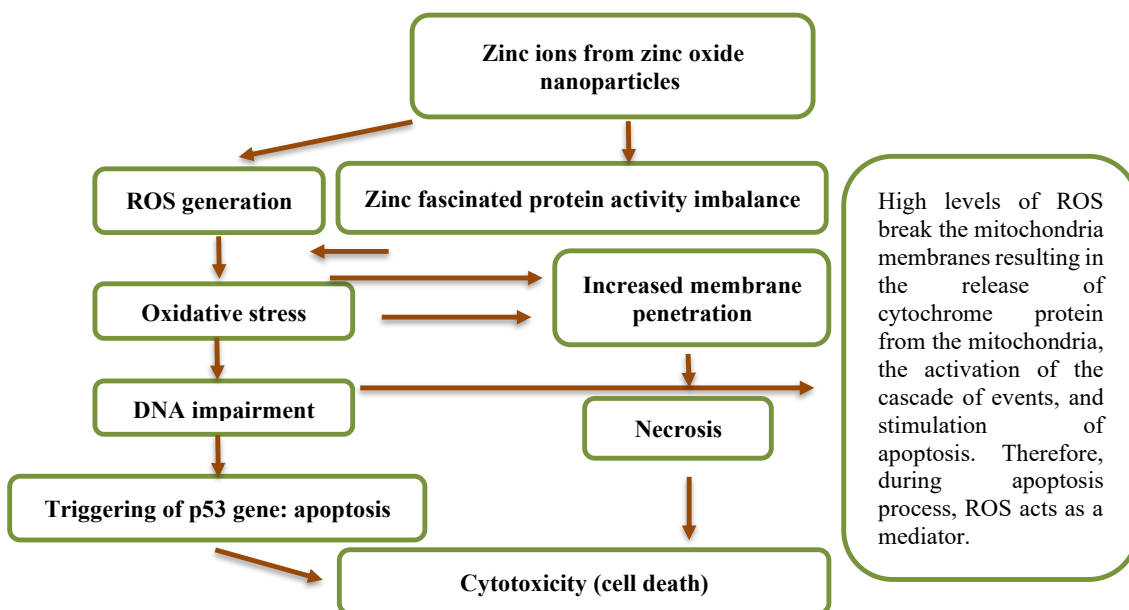 Zinc ions from zinc oxide
nanoparticles
ROS generation
Zinc fascinated protein activity imbalance
Oxidative stress
Increased membrane
penetration
DNA impairment
Necrosis
Triggering of p53 gene: apoptosis
Cytotoxicity (cell death)
High levels of ROS
break the mitochondria
membranes resulting in
the release of
cytochrome protein
from the mitochondria,
the activation of the
cascade of events, and
stimulation of
apoptosis. Therefore,
during apoptosis
process, ROS acts as a
mediator.